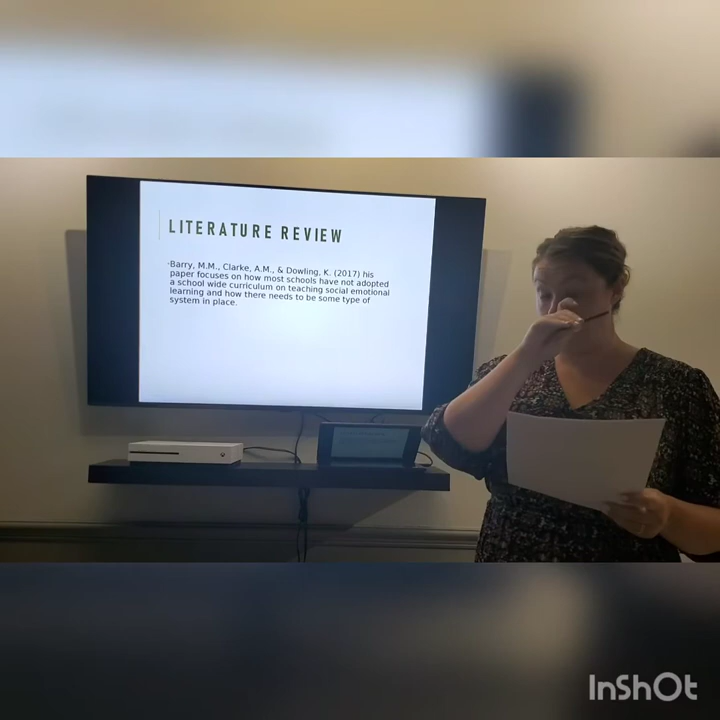 LITERATURE REVIEW
•Barry, M.M., Clarke, A.M., & Dowling, K. (2017) his
paper focuses on how most schools have not adopted
a school wide curriculum on teaching social emotional
learning and how there needs to be some type of
system in place.
InShOt